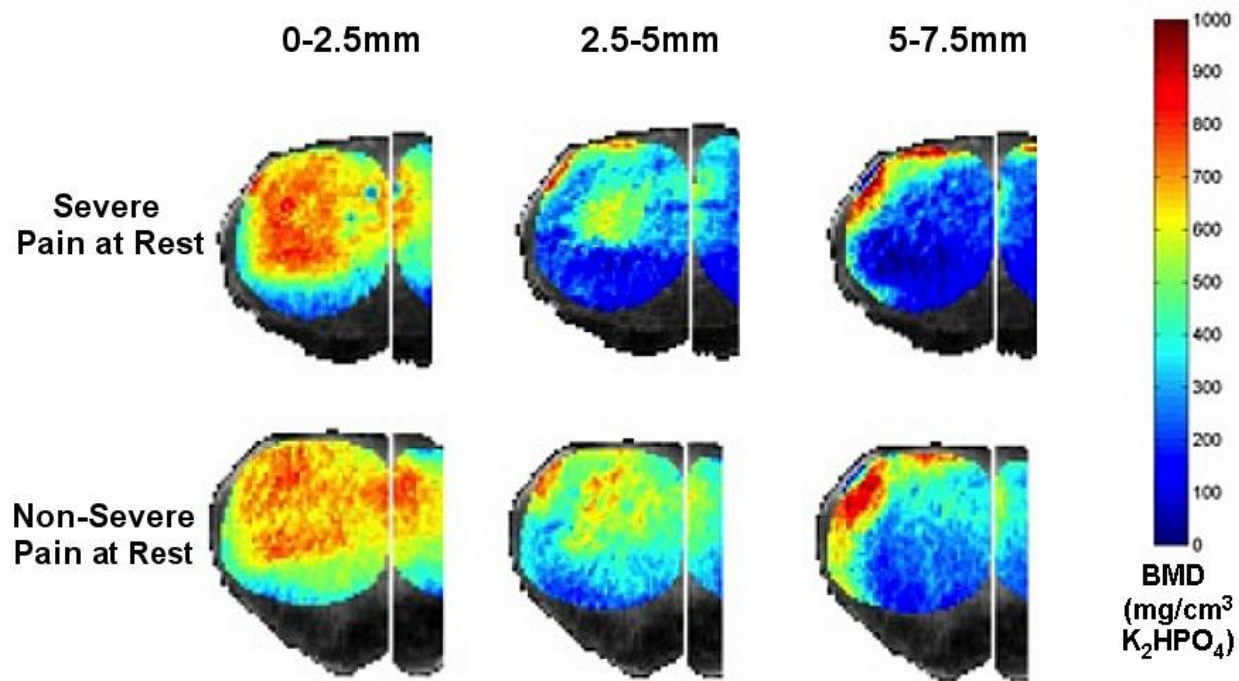 0-2.5mm
2.5-5mm
5-7.5mm
Severe
Pain at Rest
Non-Severe
Pain at Rest
1000
900
800
700
600
500
400
300
200
100
0
BMD
(mg/cm³
K₂HPO₄)